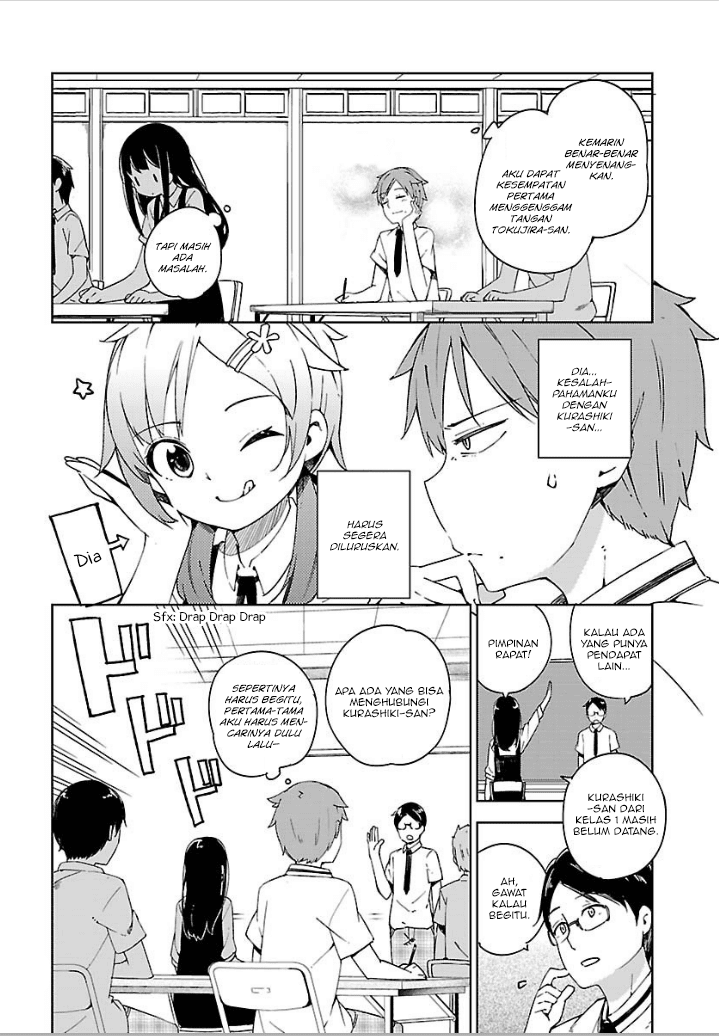 KEMARIN
BENAR-BENAR
MENYENANG-
KAN.
AKU DAPAT
KESEMPATAN
PERTAMA
MENGGENGGAM
TANGAN
TOKUJIRA-SAN.
TAPI MASIH
ADA
MASALAH.
DIA...
KESALAH-
PAHAMANKU
DENGAN
KURASHIKI
-SAN...
HARUS
SEGERA
DILURUSKAN.
Dia
KALAU ADA
YANG PUNYA
PENDAPAT
LAIN...
PIMPINAN
RAPAT!
KURASHIKI
-SAN DARI
KELAS 1 MASIH
BELUM DATANG.
AH,
GAWAT
KALAU
BEGITU.
APA ADA YANG BISA
MENGHUBUNGI
KURASHIKI-SAN?
SEPERTINYA
HARUS BEGITU,
PERTAMA-TAMA
AKU HARUS MEN-
CARINYA DULU
LALU—
Sfx: Drap Drap Drap
ドドド